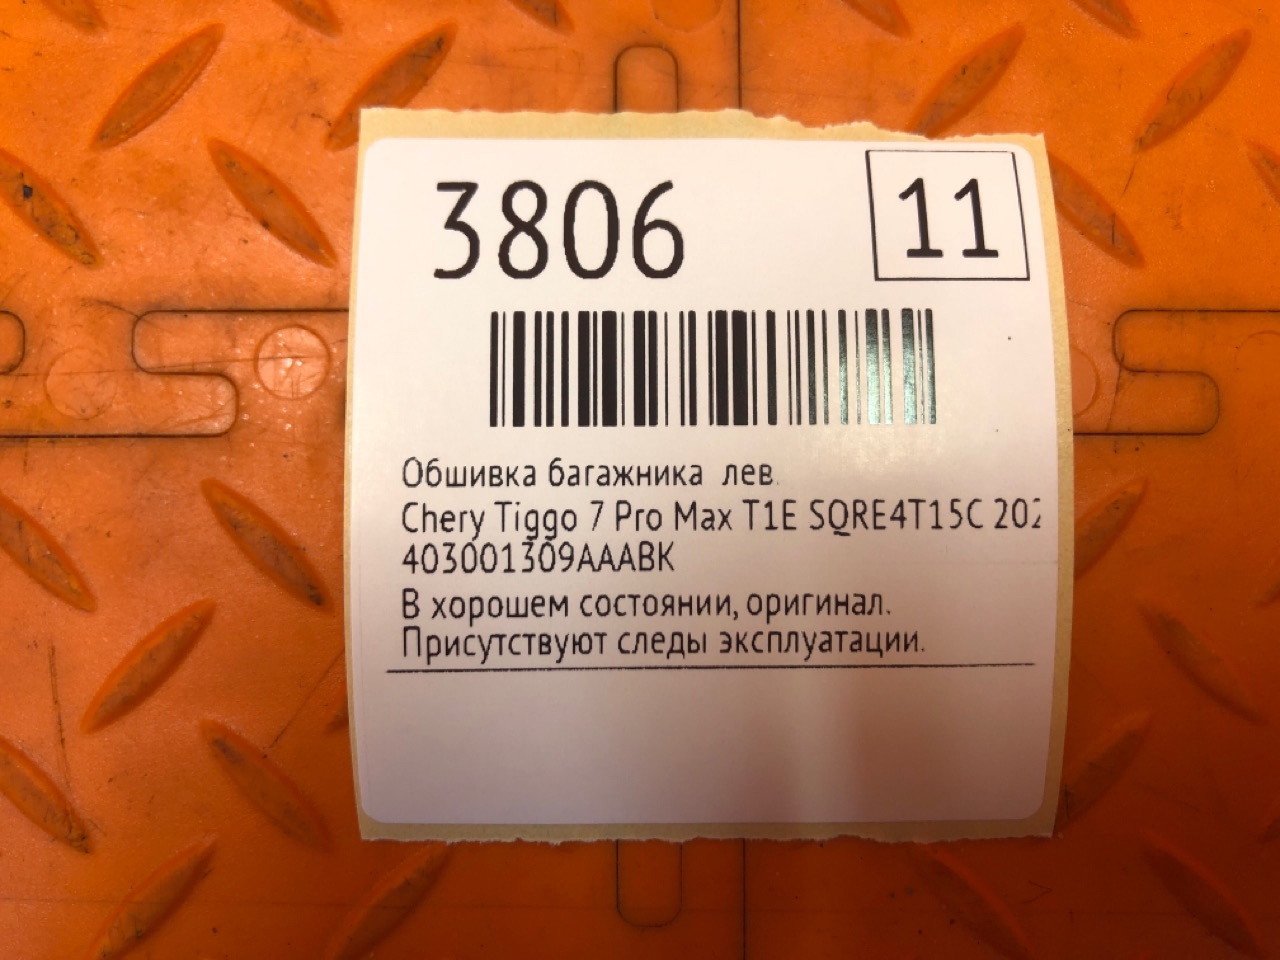 3806
11
Обшивка багажника лев.
Chery Tiggo 7 Pro Max T1E SQRE4T15C 202
403001309AAABK
В хорошем состоянии, оригинал.
Присутствуют следы эксплуатации.